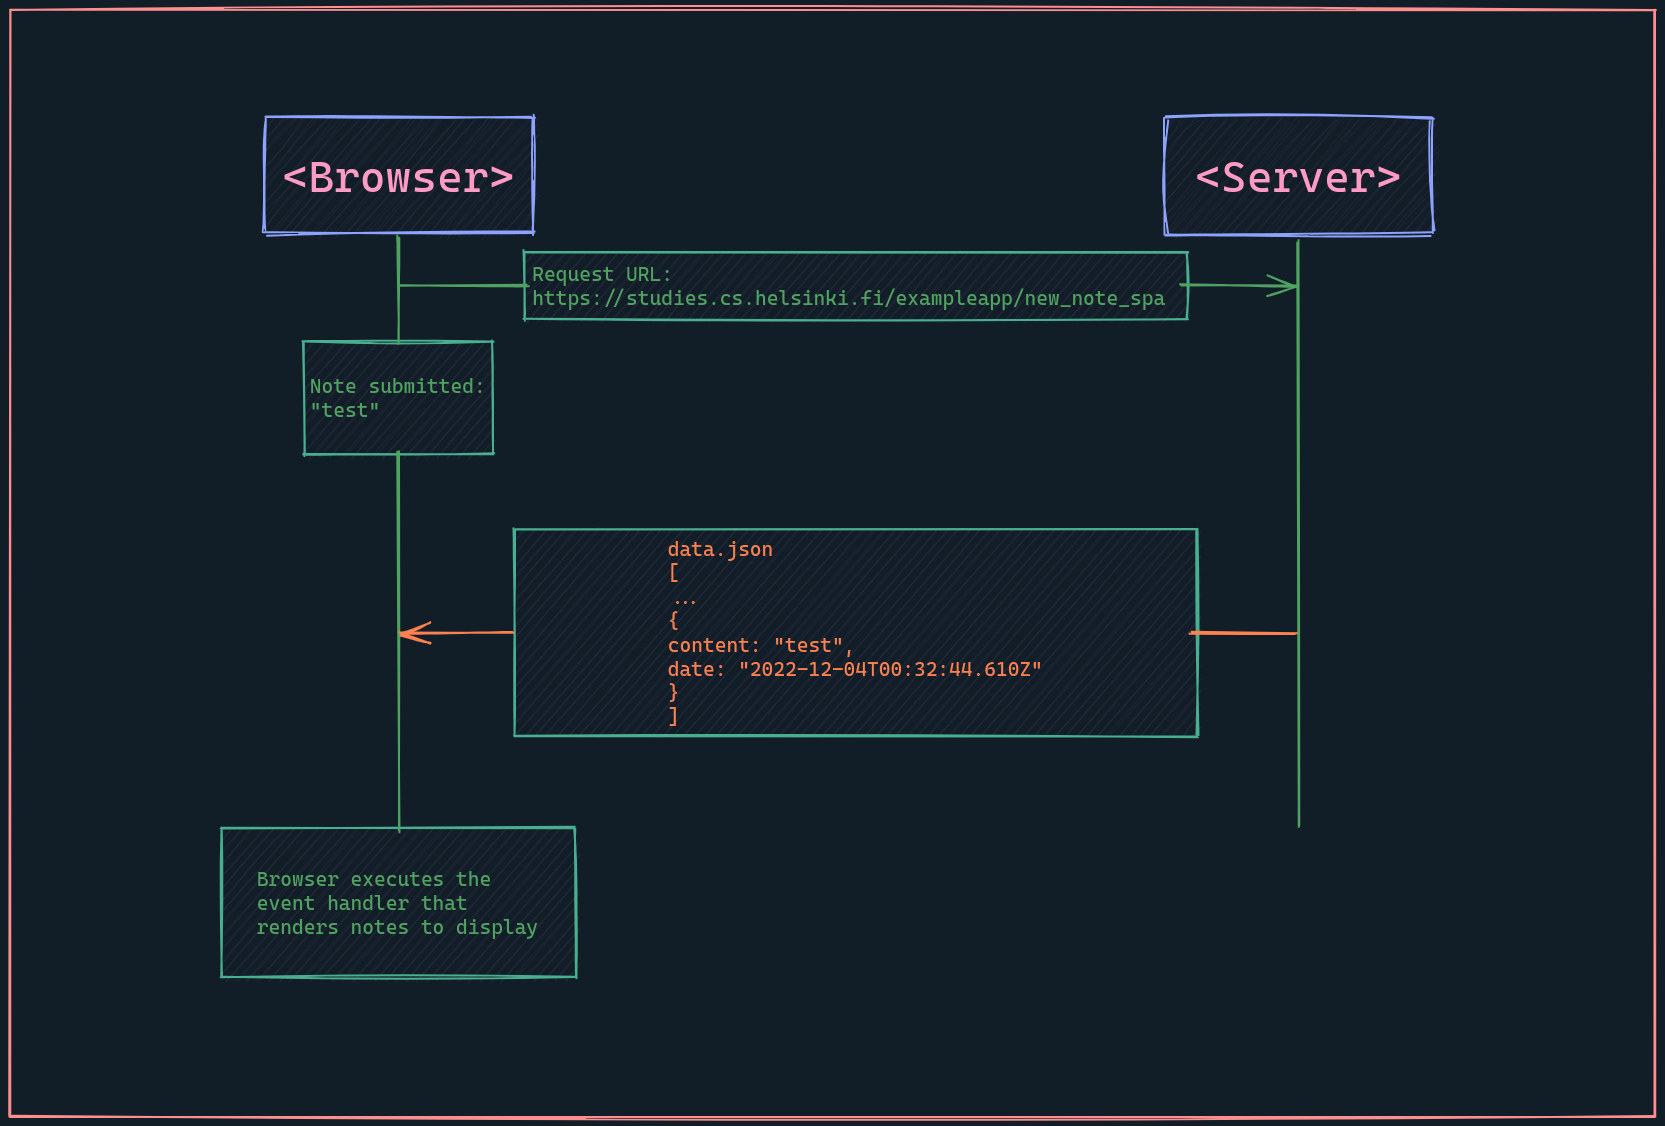 <Browser>
<Server>
Request URL:
https://studies.cs.helsinki.fi/exampleapp/new_note_spa
Note submitted:
"test"
data.json
[
...
{
content: "test",
date: "2022-12-04T00:32:44.610Z"
}
]
Browser executes the
event handler that
renders notes to display